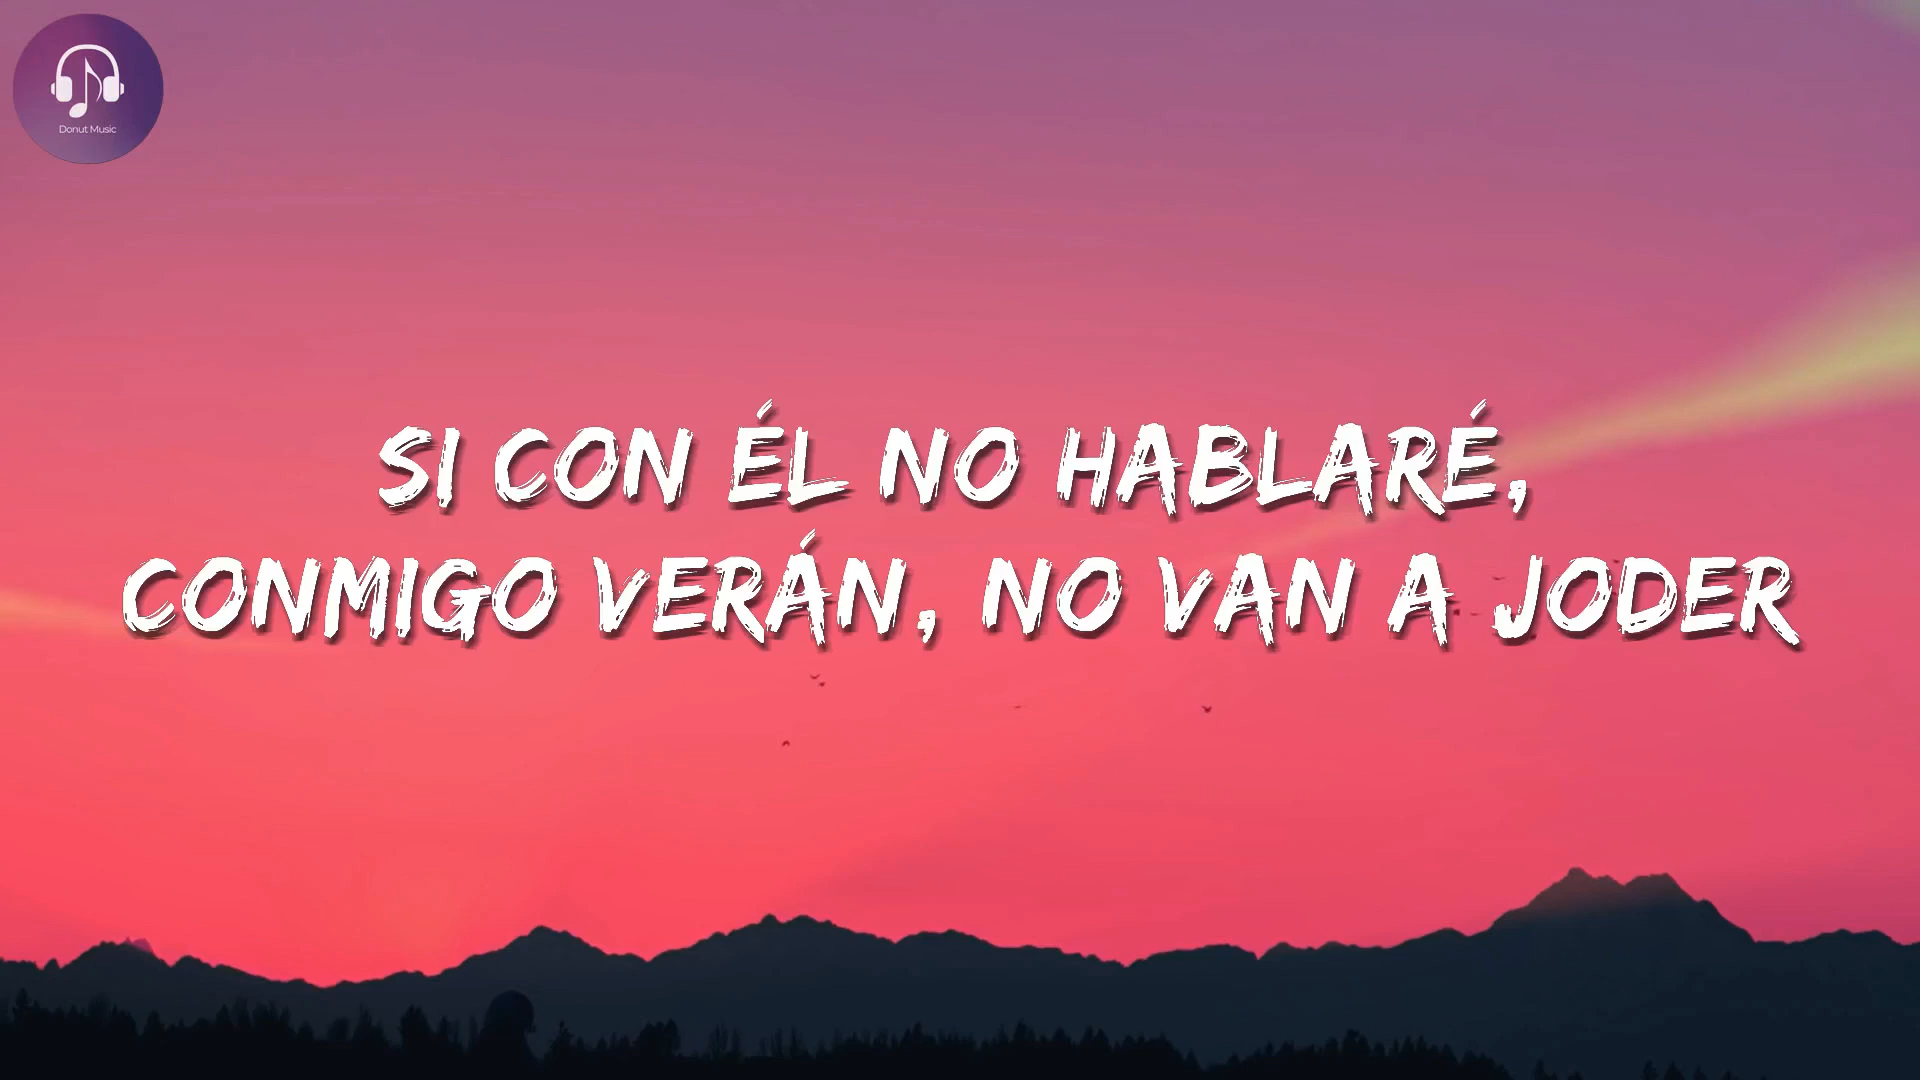 Donut Music
SI CON ÉL NO HABLARÉ,
CONMIGO VERÁN, NO VAN A JODER